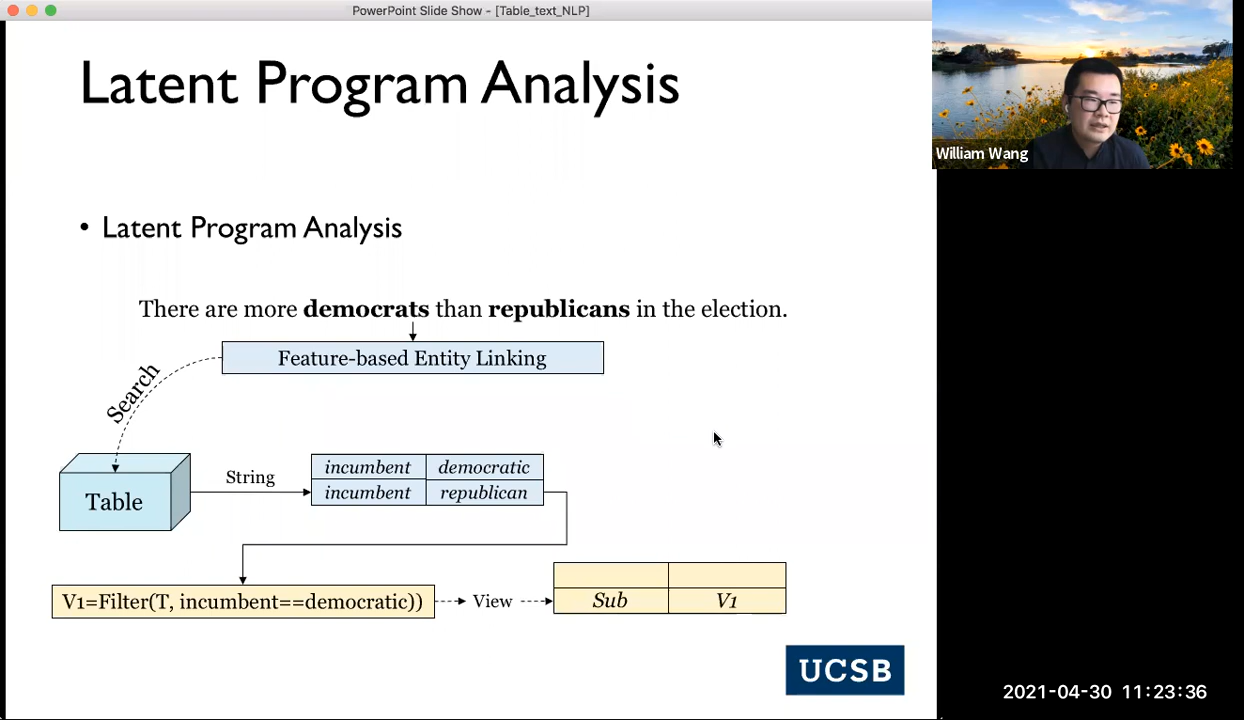 PowerPoint Slide Show - [Table_text_NLP]
Latent Program Analysis
William Wang
• Latent Program Analysis
There are more democrats than republicans in the election.
Feature-based Entity Linking
Search
incumbent democratic
String
incumbent republican
Table
V1=Filter(T, incumbent==democratic))
View
Sub V1
UCSB
2021-04-30 11:23:36